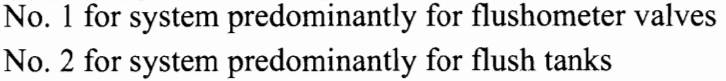 No. 1 for system predominantly for flushometer valves
No. 2 for system predominantly for flush tanks